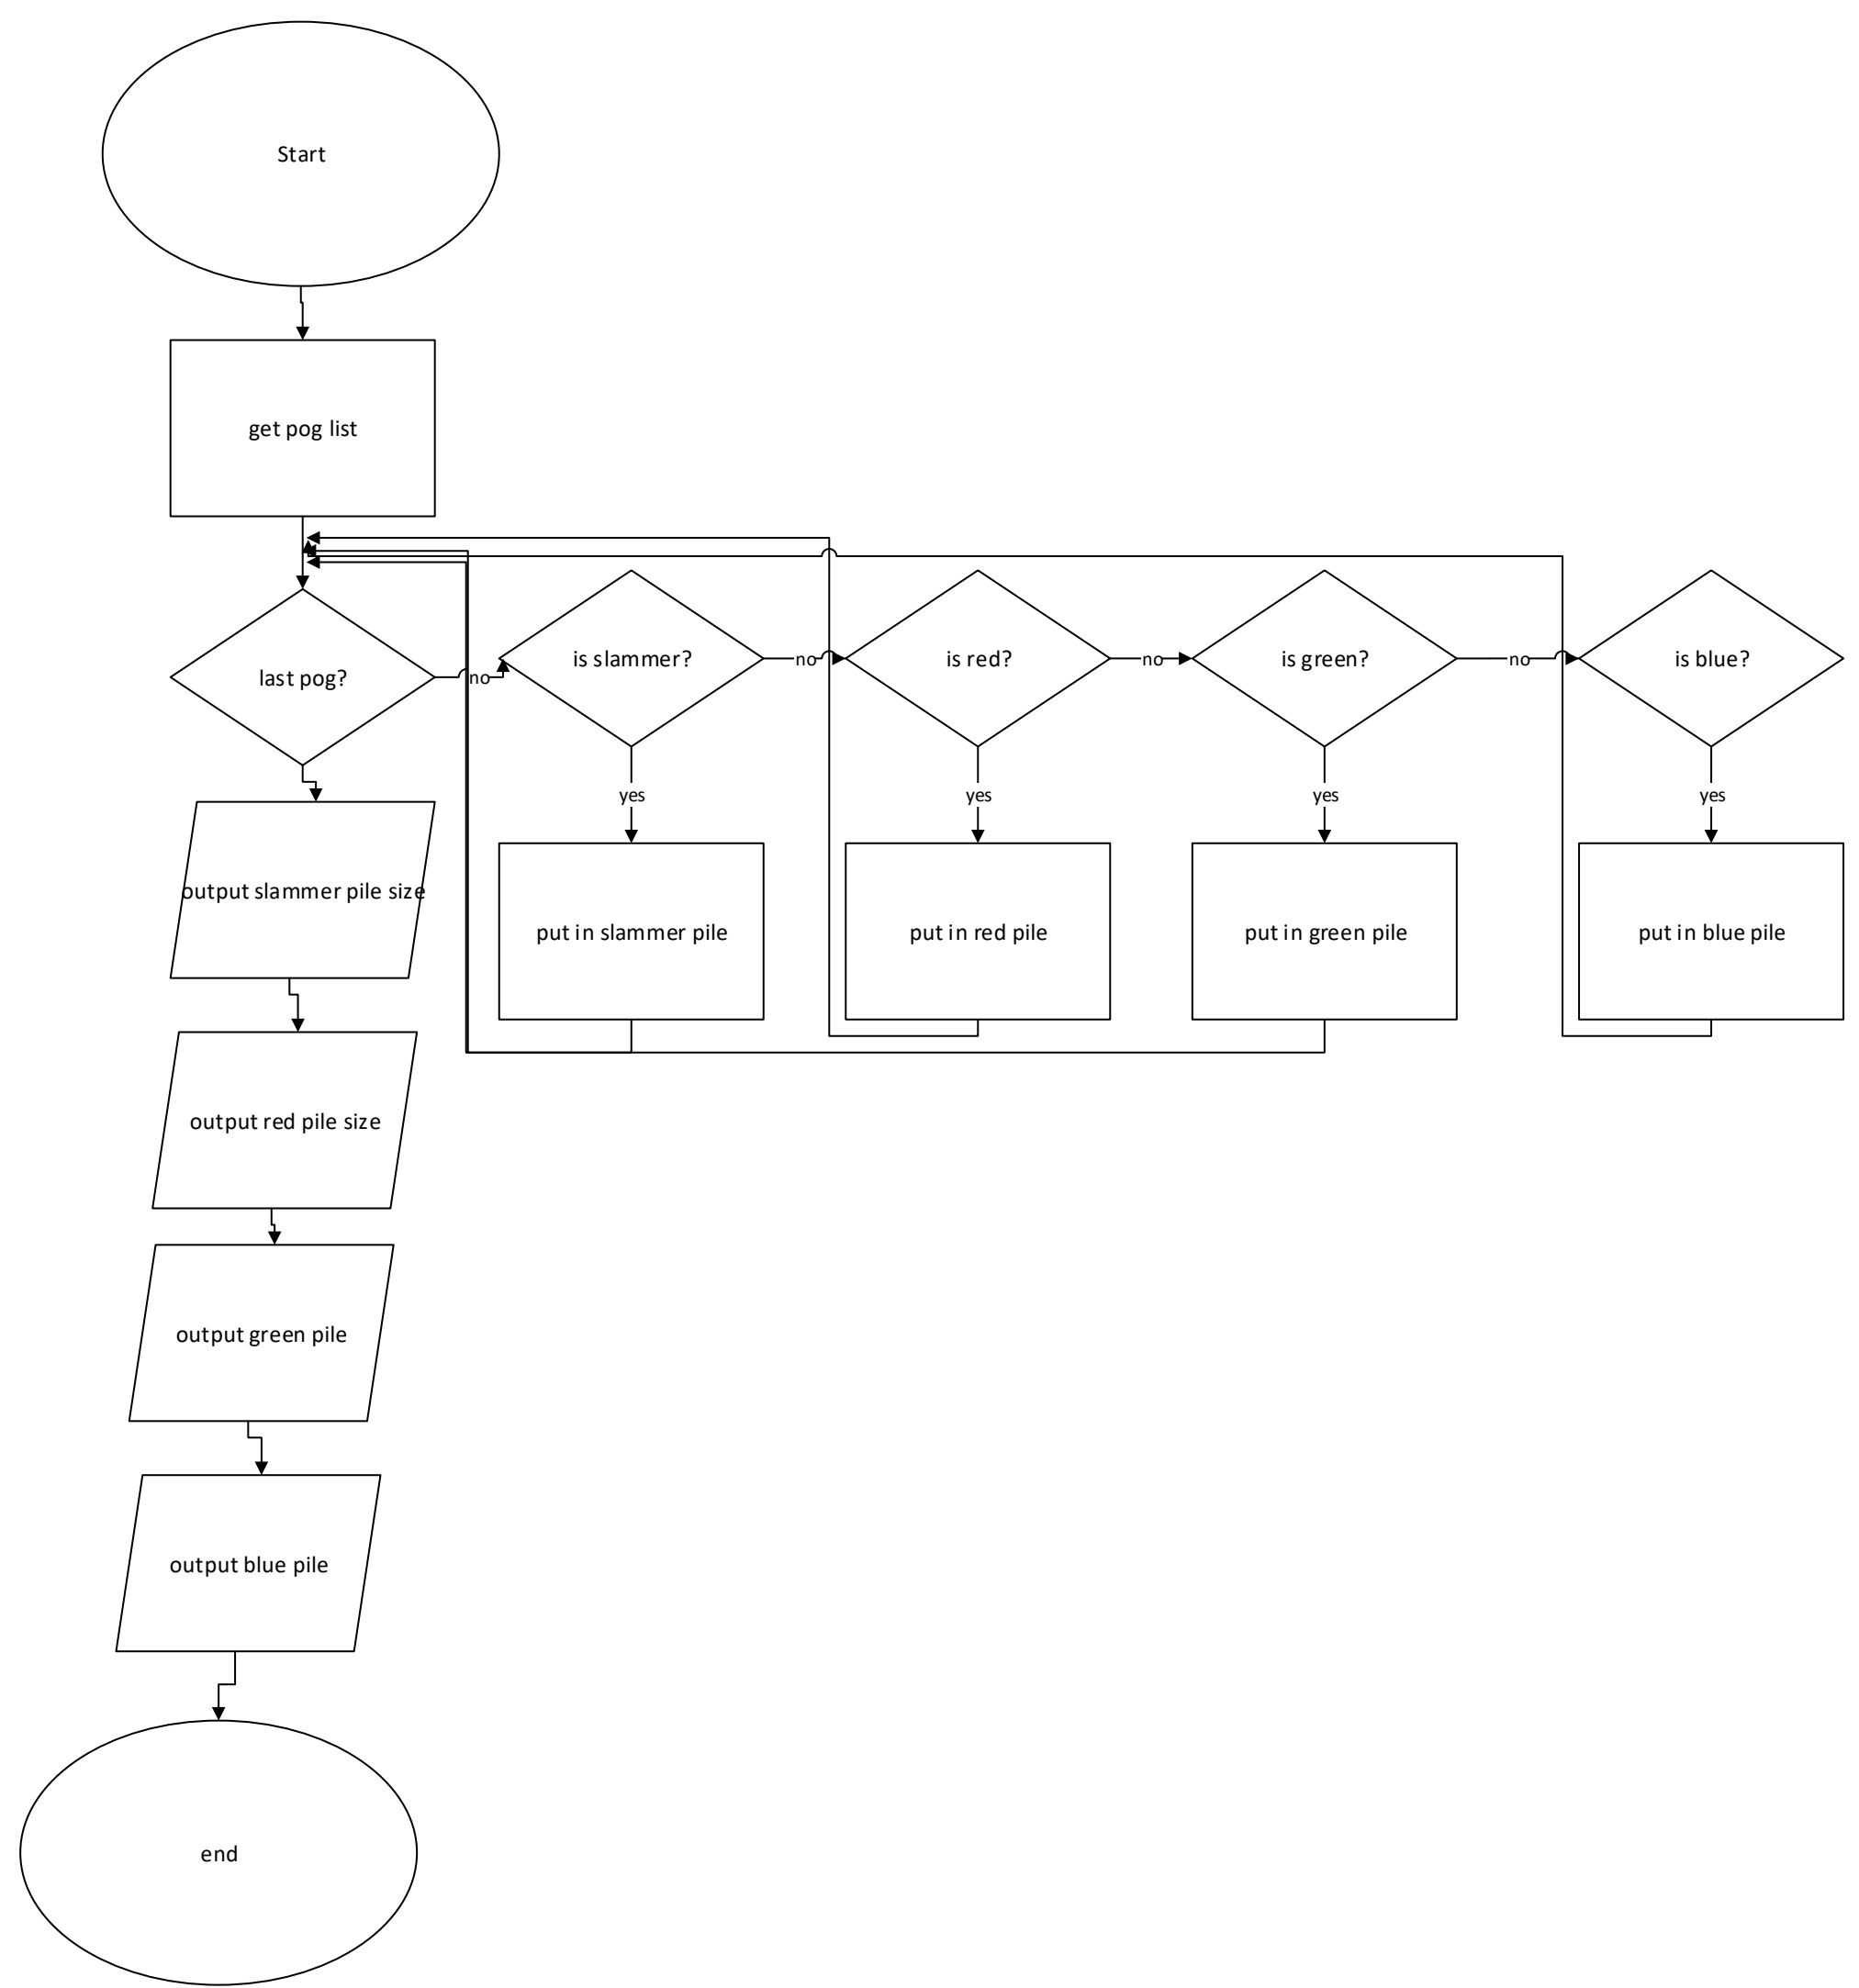 Start
get pog list
last pog?
no
is slammer?
no
is red?
no
is green?
no
is blue?
yes
yes
yes
yes
output slammer pile size
put in slammer pile
put in red pile
put in green pile
put in blue pile
output red pile size
output green pile
output blue pile
end